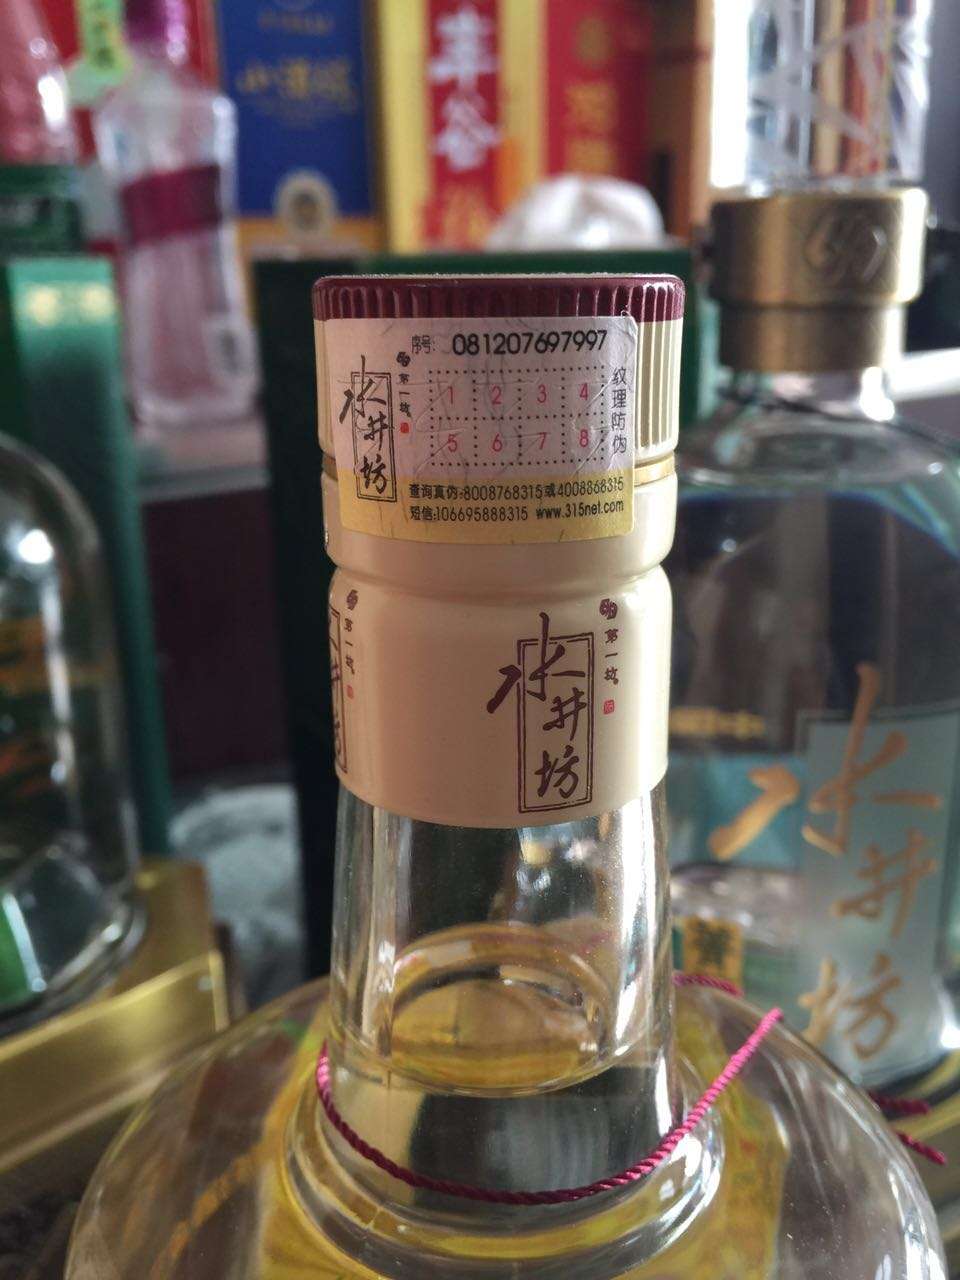 序号: 081207697997
水井坊
第一坊
1 2 3 4
5 6 7 8
纹理防伪
查询真伪:8008768315或4008868315
短信:106695888315 www.315net.com
水井坊
第一坊
水井坊